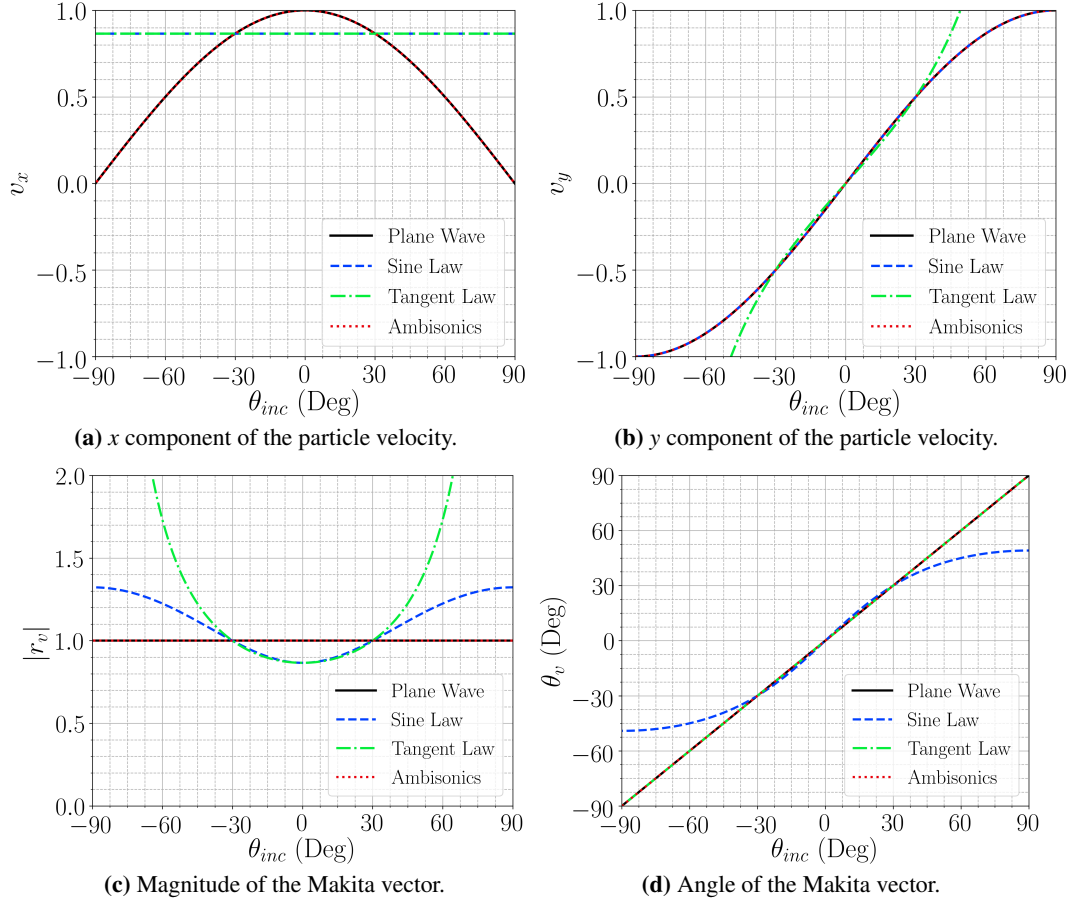 1.0
0.5
0.0
−0.5
−1.0
v_x
−90 −60 −30 0 30 60 90
θ_inc (Deg)
Plane Wave
Sine Law
Tangent Law
Ambisonics
(a) x component of the particle velocity.
1.0
0.5
0.0
−0.5
−1.0
v_y
−90 −60 −30 0 30 60 90
θ_inc (Deg)
Plane Wave
Sine Law
Tangent Law
Ambisonics
(b) y component of the particle velocity.
2.0
1.5
1.0
0.5
0.0
|r_v|
−90 −60 −30 0 30 60 90
θ_inc (Deg)
Plane Wave
Sine Law
Tangent Law
Ambisonics
(c) Magnitude of the Makita vector.
90
60
30
0
−30
−60
−90
θ_v (Deg)
−90 −60 −30 0 30 60 90
θ_inc (Deg)
Plane Wave
Sine Law
Tangent Law
Ambisonics
(d) Angle of the Makita vector.